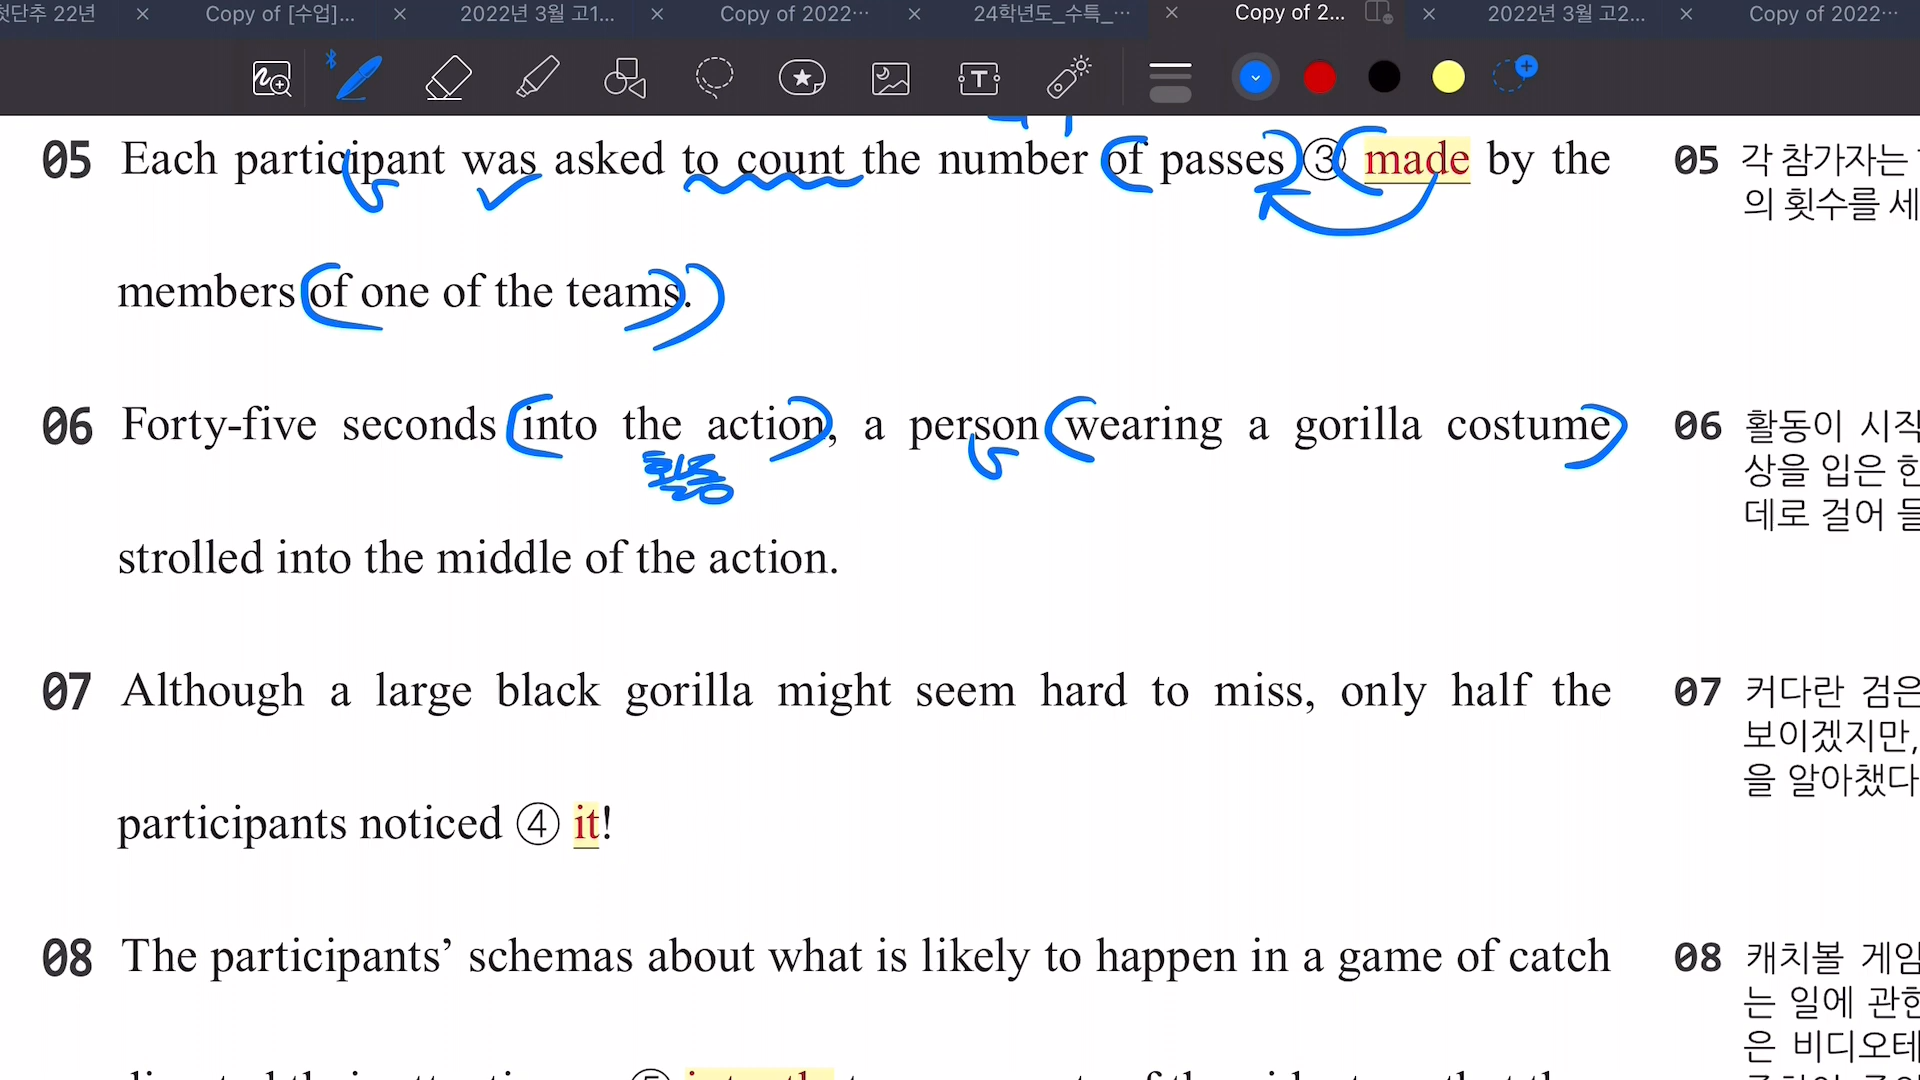 첫단추 22년
Copy of [수업]...
2022년 3월 고1...
Copy of 2022...
24학년도_수특_...
Copy of 2...
2022년 3월 고2...
Copy of 2022...
05 Each participant was asked to count the number of passes ③ made by the
members of one of the teams.
06 Forty-five seconds into the action, a person wearing a gorilla costume
활동
strolled into the middle of the action.
07 Although a large black gorilla might seem hard to miss, only half the
participants noticed ④ it!
08 The participants' schemas about what is likely to happen in a game of catch
05 각 참가자는
의 횟수를 세
06 활동이 시작
상을 입은 한
데로 걸어 들
07 커다란 검은
보이겠지만,
을 알아챘다
08 캐치볼 게임
는 일에 관한
은 비디오테